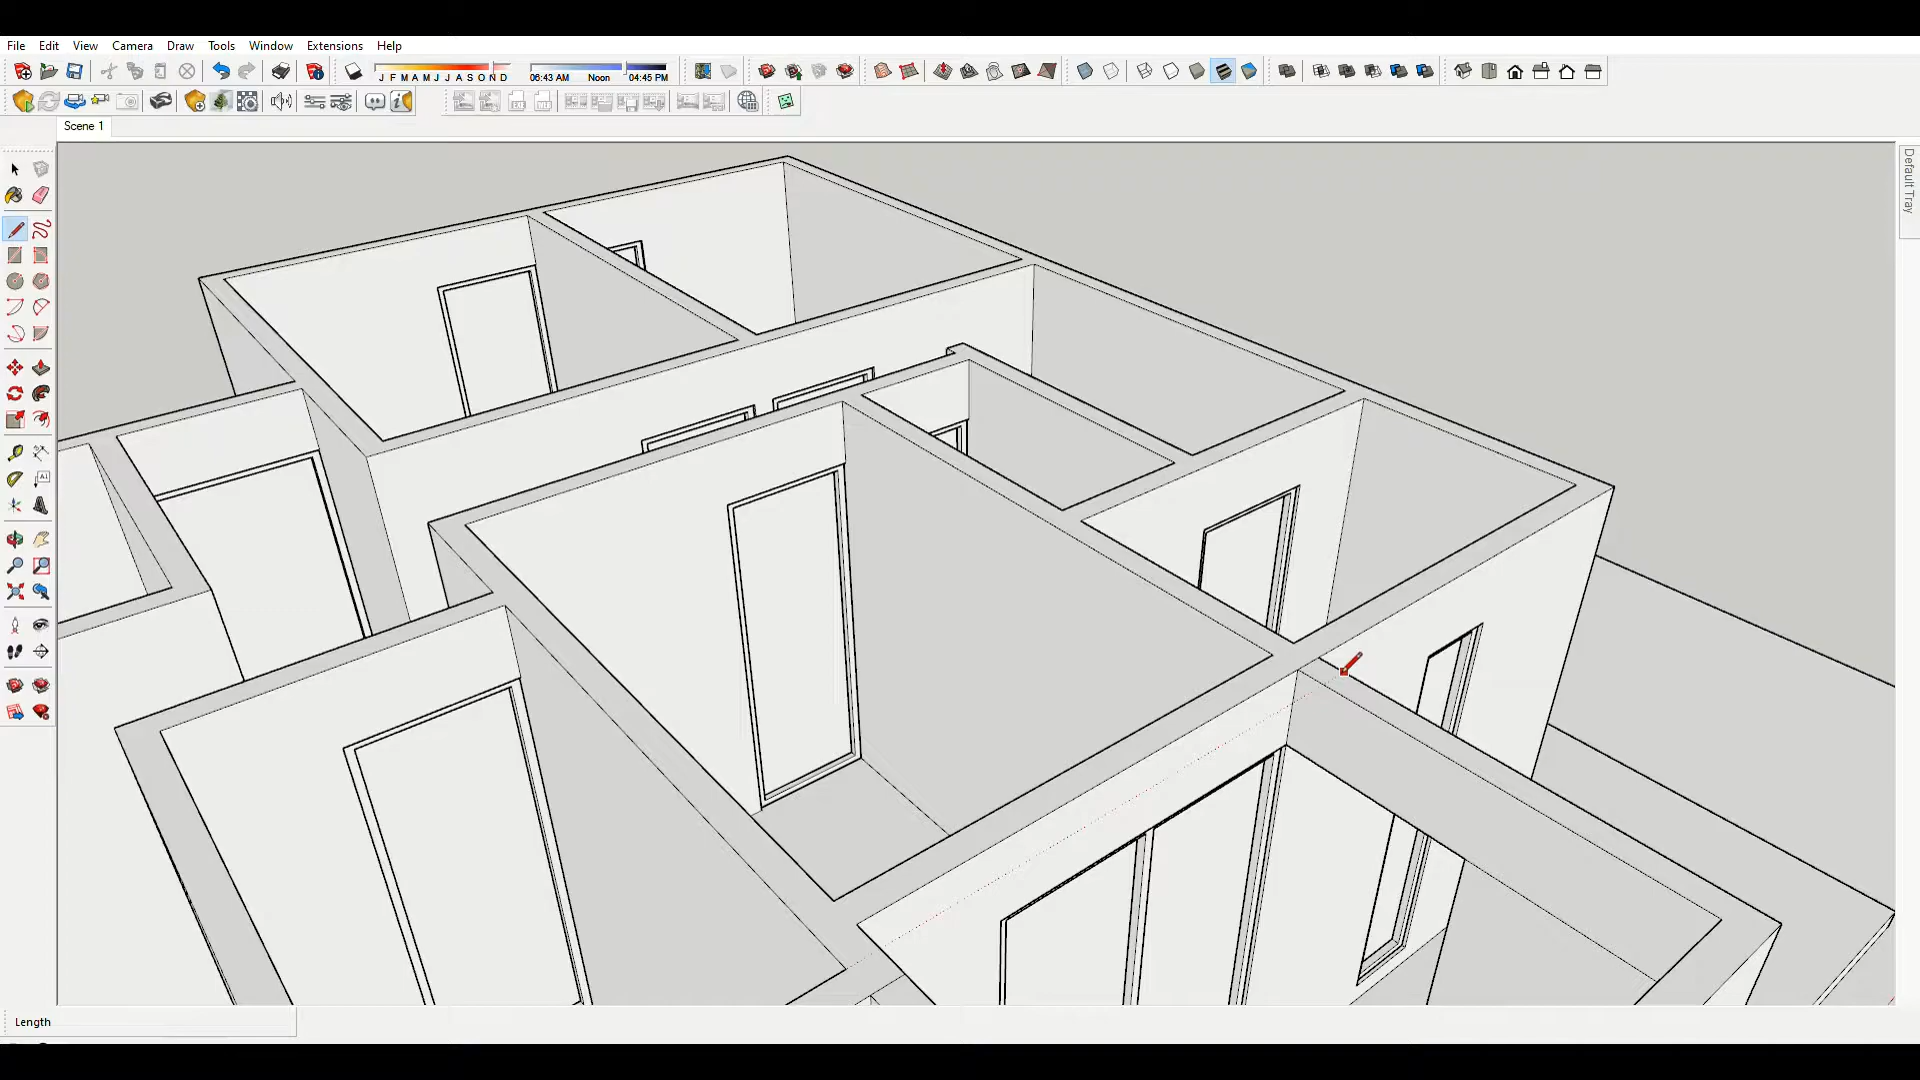 File Edit View Camera Draw Tools Window Extensions Help
J F M A M J J A S O N D 06:43 AM Noon 04:45 PM
Scene 1
Default Tray
Length